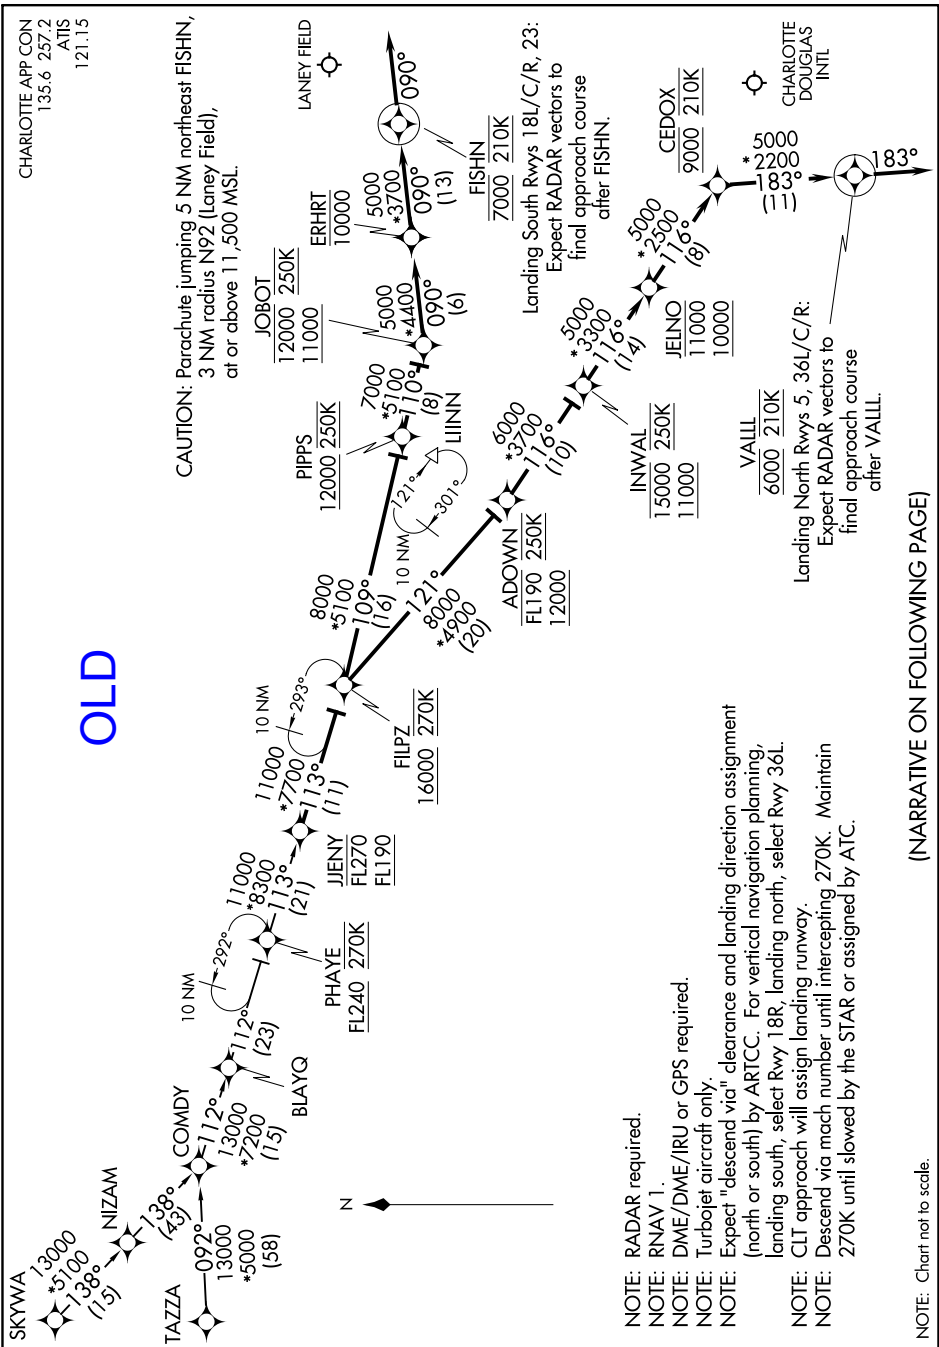 CHARLOTTE APP CON
135.6 257.2
ATIS
121.15
CAUTION: Parachute jumping 5 NM northeast FISHN,
3 NM radius N92 (Laney Field),
at or above 11,500 MSL.
OLD
LANEY FIELD
SKYWA
13000
*5100
138°
(15)
NIZAM
138°
(43)
TAZZA
092°
13000
*5000
(58)
COMDY
112°
13000
*7200
(15)
BLAYQ
112°
(23)
10 NM
292°
PHAYE
FL240 270K
11000
*8300
113°
(21)
JJENY
FL270
FL190
11000
*7700
113°
(11)
10 NM
293°
FILPZ
16000 270K
8000
*5100
109°
(16)
PIPPS
12000 250K
7000
*5100
110°
(8)
LIINN
10 NM
121°
301°
JOBOT
12000 250K
11000
5000
*4400
090°
(6)
ERHRT
10000
5000
*3700
090°
(13)
FISHN
7000 210K
090°
Landing South Rwys 18L/C/R, 23:
Expect RADAR vectors to
final approach course
after FISHN.
121°
8000
*4900
(20)
ADOWN
FL190 250K
12000
6000
*3700
116°
(10)
INWAL
15000 250K
11000
5000
*3300
116°
(14)
JELNO
11000
10000
5000
*2500
116°
(8)
CEDOX
9000 210K
5000
*2200
183°
(11)
CHARLOTTE
DOUGLAS
INTL
183°
VALLL
6000 210K
Landing North Rwys 5, 36L/C/R:
Expect RADAR vectors to
final approach course
after VALLL.
N
NOTE: RADAR required.
NOTE: RNAV 1.
NOTE: DME/DME/IRU or GPS required.
NOTE: Turbojet aircraft only.
NOTE: Expect "descend via" clearance and landing direction assignment
(north or south) by ARTCC. For vertical navigation planning,
landing south, select Rwy 18R, landing north, select Rwy 36L.
NOTE: CLT approach will assign landing runway.
NOTE: Descend via mach number until intercepting 270K. Maintain
270K until slowed by the STAR or assigned by ATC.
(NARRATIVE ON FOLLOWING PAGE)
NOTE: Chart not to scale.